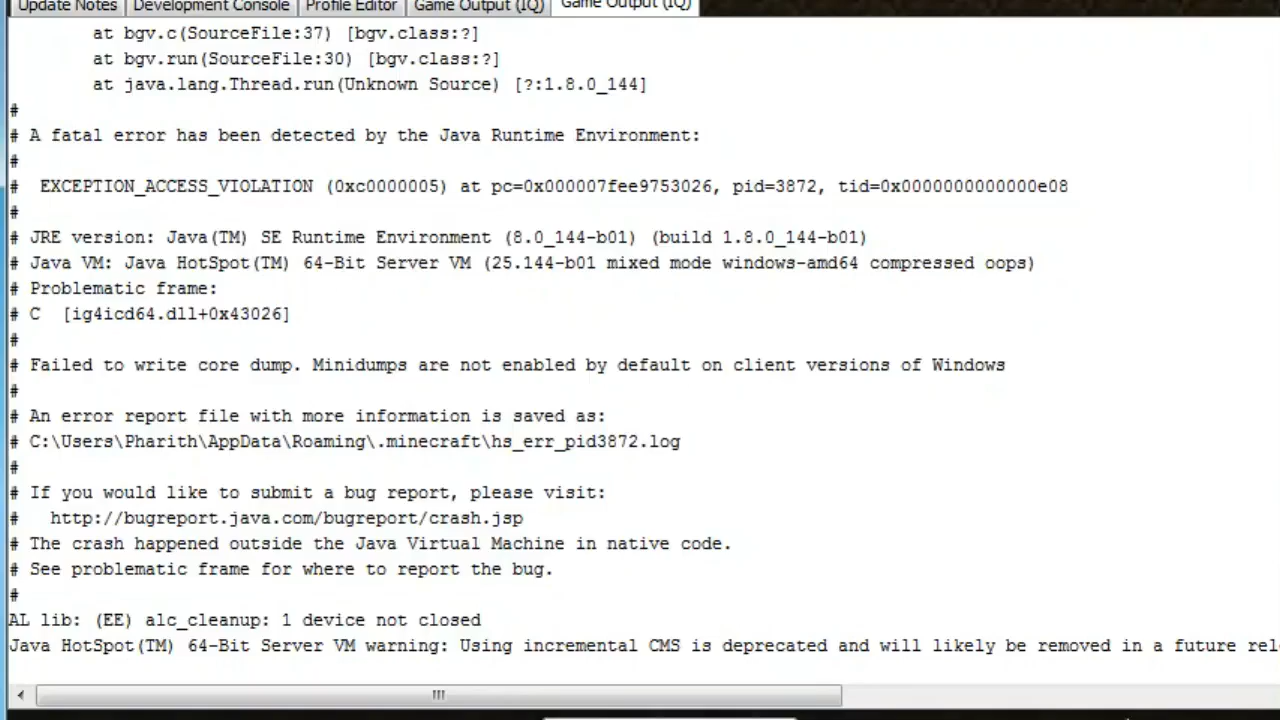 Update Notes Development Console Profile Editor Game Output (IQ) Game Output (IQ)
at bgv.c(SourceFile:37) [bgv.class:?]
at bgv.run(SourceFile:30) [bgv.class:?]
at java.lang.Thread.run(Unknown Source) [?:1.8.0_144]
#
# A fatal error has been detected by the Java Runtime Environment:
#
# EXCEPTION_ACCESS_VIOLATION (0xc0000005) at pc=0x000007fee9753026, pid=3872, tid=0x0000000000000e08
#
# JRE version: Java(TM) SE Runtime Environment (8.0_144-b01) (build 1.8.0_144-b01)
# Java VM: Java HotSpot(TM) 64-Bit Server VM (25.144-b01 mixed mode windows-amd64 compressed oops)
# Problematic frame:
# C [ig4icd64.dll+0x43026]
#
# Failed to write core dump. Minidumps are not enabled by default on client versions of Windows
#
# An error report file with more information is saved as:
# C:\Users\Pharith\AppData\Roaming\.minecraft\hs_err_pid3872.log
#
# If you would like to submit a bug report, please visit:
# http://bugreport.java.com/bugreport/crash.jsp
# The crash happened outside the Java Virtual Machine in native code.
# See problematic frame for where to report the bug.
#
AL lib: (EE) alc_cleanup: 1 device not closed
Java HotSpot(TM) 64-Bit Server VM warning: Using incremental CMS is deprecated and will likely be removed in a future rel